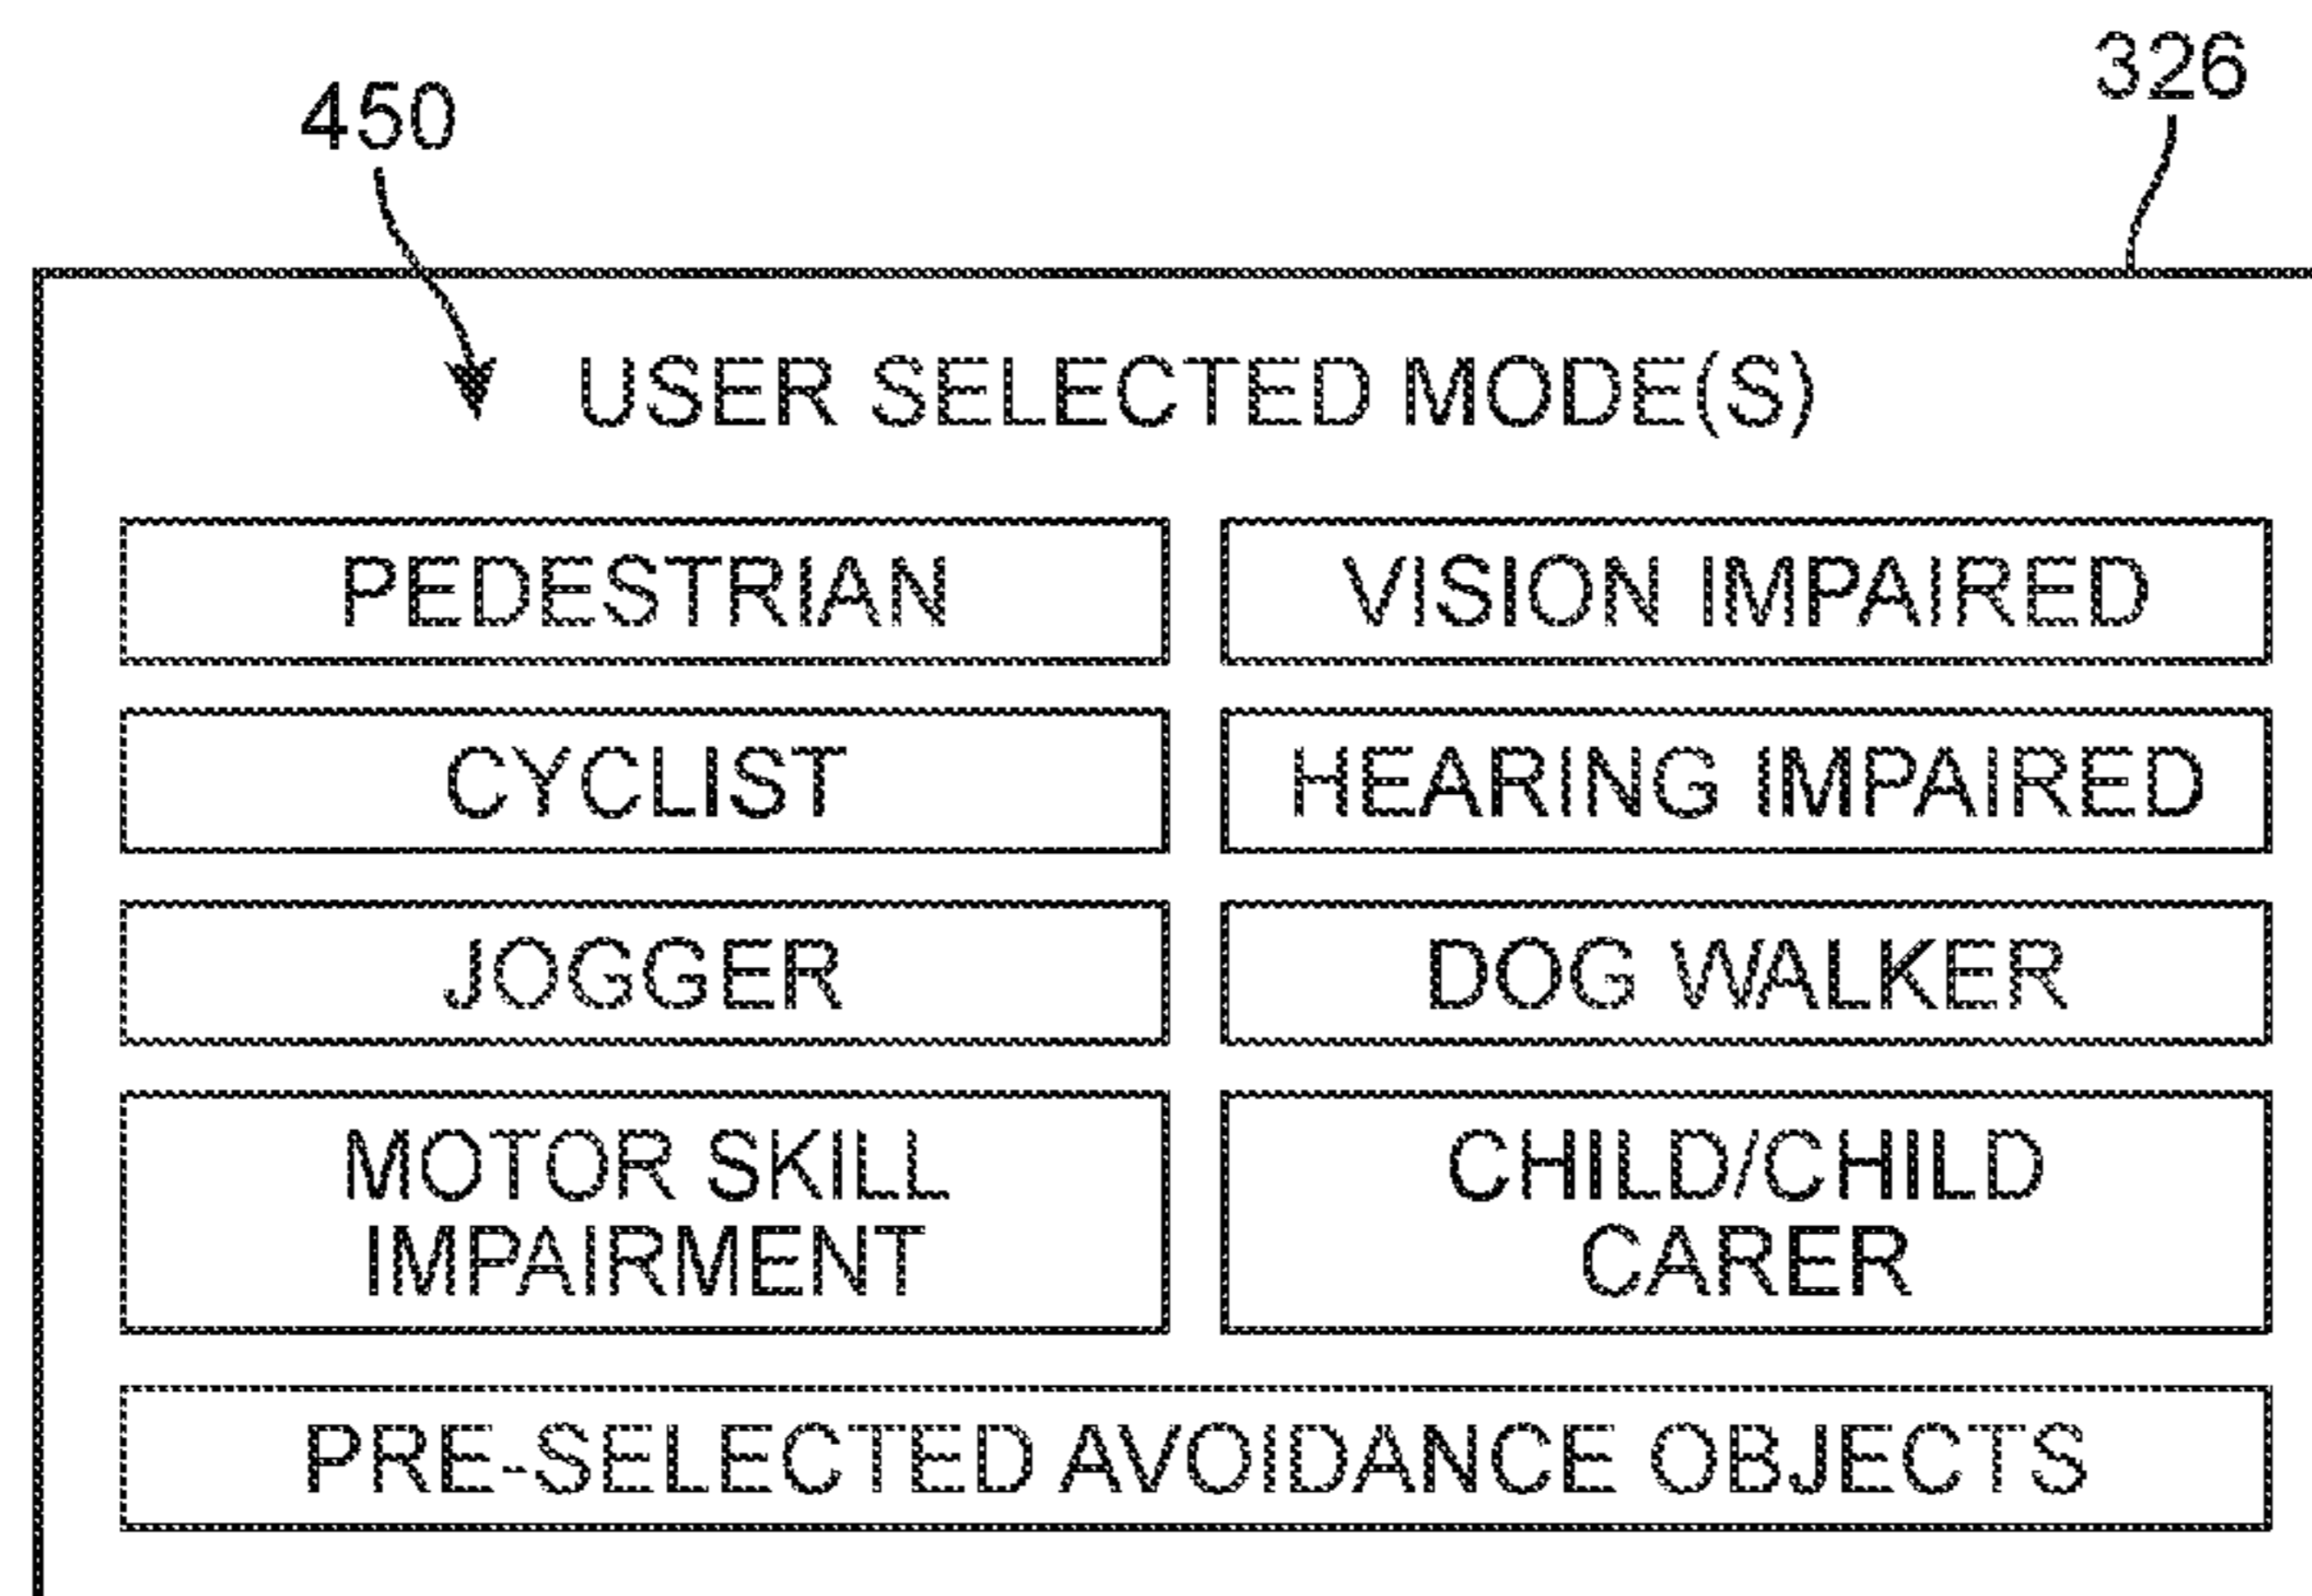 450
326
USER SELECTED MODE(S)
PEDESTRIAN
VISION IMPAIRED
CYCLIST
HEARING IMPAIRED
JOGGER
DOG WALKER
MOTOR SKILL
IMPAIRMENT
CHILD/CHILD
CARER
PRE-SELECTED AVOIDANCE OBJECTS